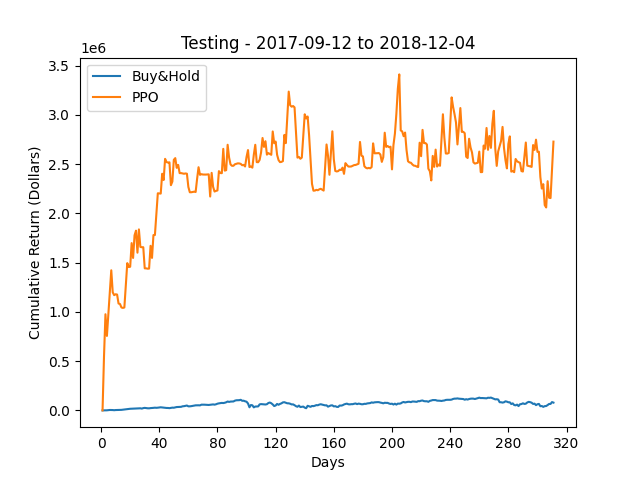 Testing - 2017-09-12 to 2018-12-04
1e6
Buy&Hold
PPO
3.5
3.0
2.5
2.0
1.5
1.0
0.5
0.0
Cumulative Return (Dollars)
0 40 80 120 160 200 240 280 320
Days